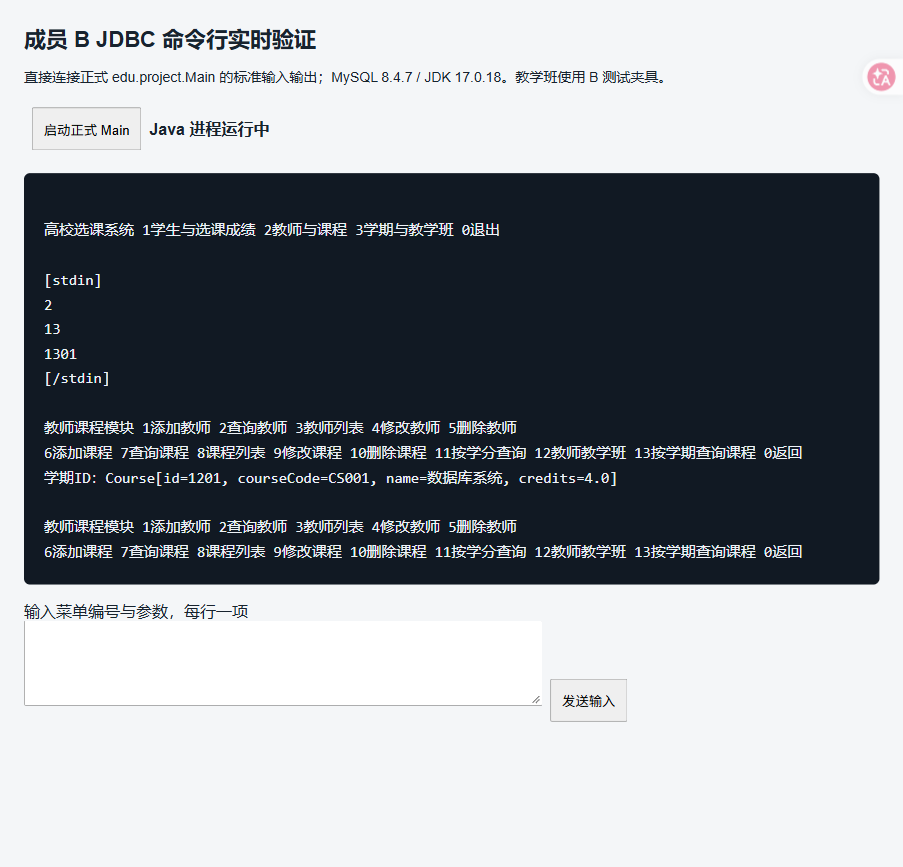 成员 B JDBC 命令行实时验证
直接连接正式 edu.project.Main 的标准输入输出；MySQL 8.4.7 / JDK 17.0.18。教学班使用 B 测试夹具。
启动正式 Main Java 进程运行中
高校选课系统 1学生与选课成绩 2教师与课程 3学期与教学班 0退出
[stdin]
2
13
1301
[/stdin]
教师课程模块 1添加教师 2查询教师 3教师列表 4修改教师 5删除教师
6添加课程 7查询课程 8课程列表 9修改课程 10删除课程 11按学分查询 12教师教学班 13按学期查询课程 0返回
学期ID: Course[id=1201, courseCode=CS001, name=数据库系统, credits=4.0]
教师课程模块 1添加教师 2查询教师 3教师列表 4修改教师 5删除教师
6添加课程 7查询课程 8课程列表 9修改课程 10删除课程 11按学分查询 12教师教学班 13按学期查询课程 0返回
输入菜单编号与参数，每行一项
发送输入